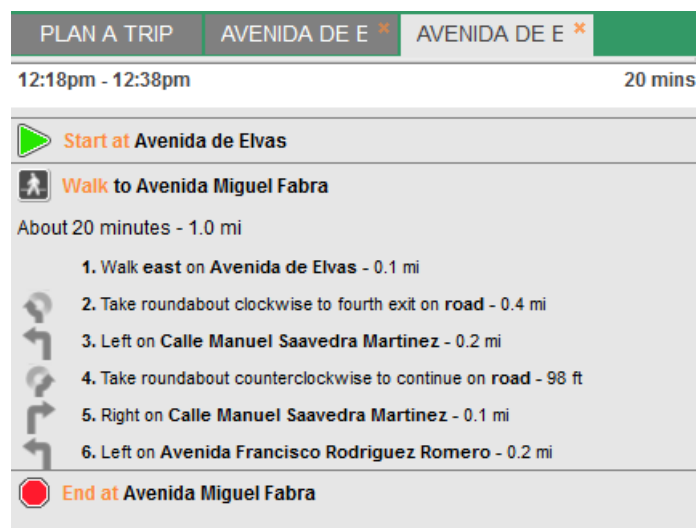 PLAN A TRIP
AVENIDA DE E
AVENIDA DE E
12:18pm - 12:38pm
20 mins
Start at Avenida de Elvas
Walk to Avenida Miguel Fabra
About 20 minutes - 1.0 mi
1. Walk east on Avenida de Elvas - 0.1 mi
2. Take roundabout clockwise to fourth exit on road - 0.4 mi
3. Left on Calle Manuel Saavedra Martinez - 0.2 mi
4. Take roundabout counterclockwise to continue on road - 98 ft
5. Right on Calle Manuel Saavedra Martinez - 0.1 mi
6. Left on Avenida Francisco Rodriguez Romero - 0.2 mi
End at Avenida Miguel Fabra